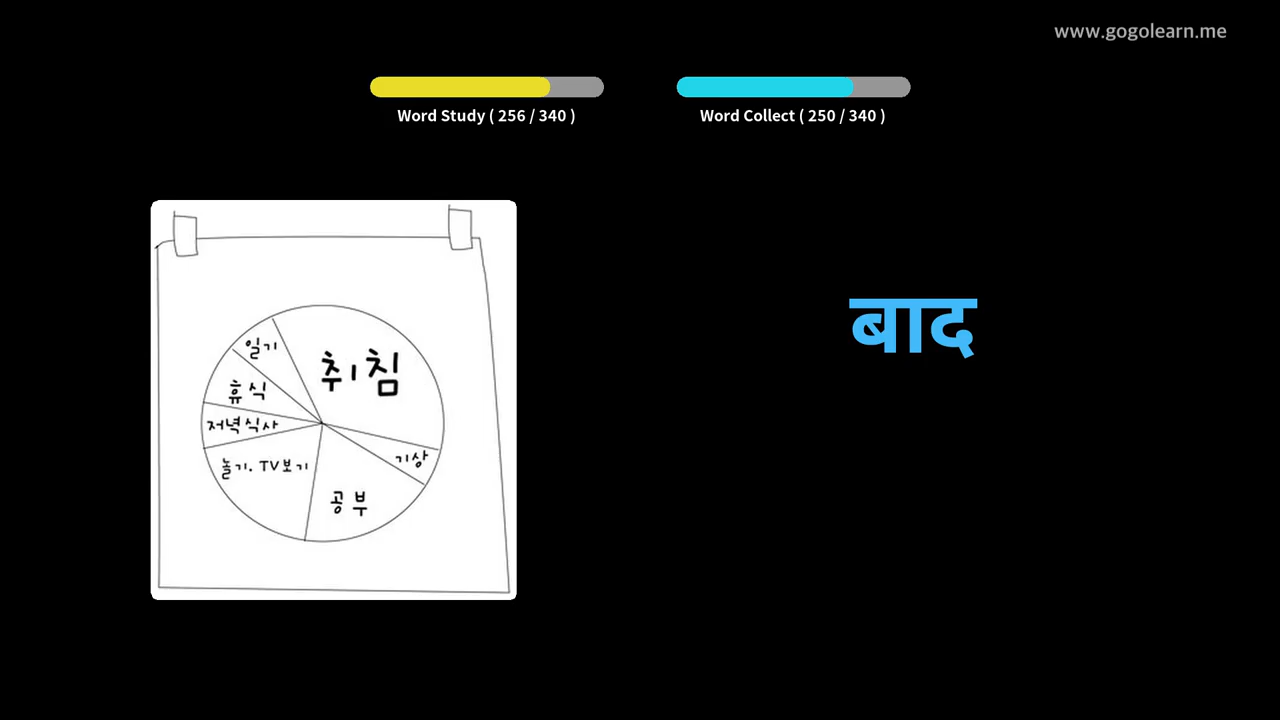 www.gogolearn.me
Word Study ( 256 / 340 )
Word Collect ( 250 / 340 )
일기
취침
휴식
저녁식사
놀기. TV보기
기상
공부
बाद